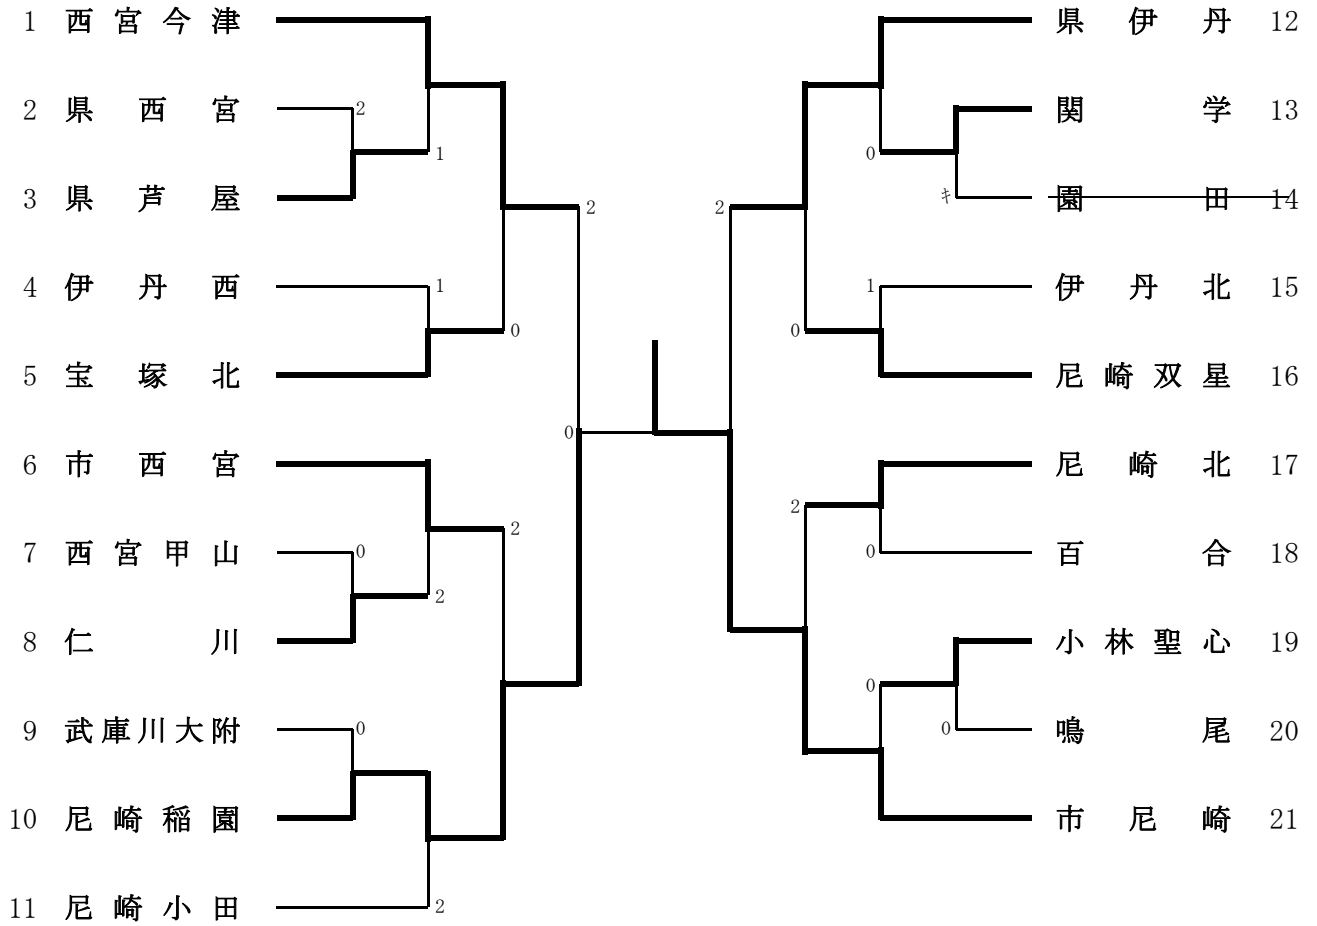 1 西宮今津
2 県西宮 2
1
3 県芦屋
2
4 伊丹西 1
0
5 宝塚北
0
6 市西宮
2
7 西宮甲山 0
2
8 仁川
9 武庫川大附 0
10 尼崎稲園
11 尼崎小田 2
県伊丹 12
関学 13
0
キ 園田 14
2
1 伊丹北 15
0
尼崎双星 16
尼崎北 17
2
0 百合 18
小林聖心 19
0
0 鳴尾 20
市尼崎 21